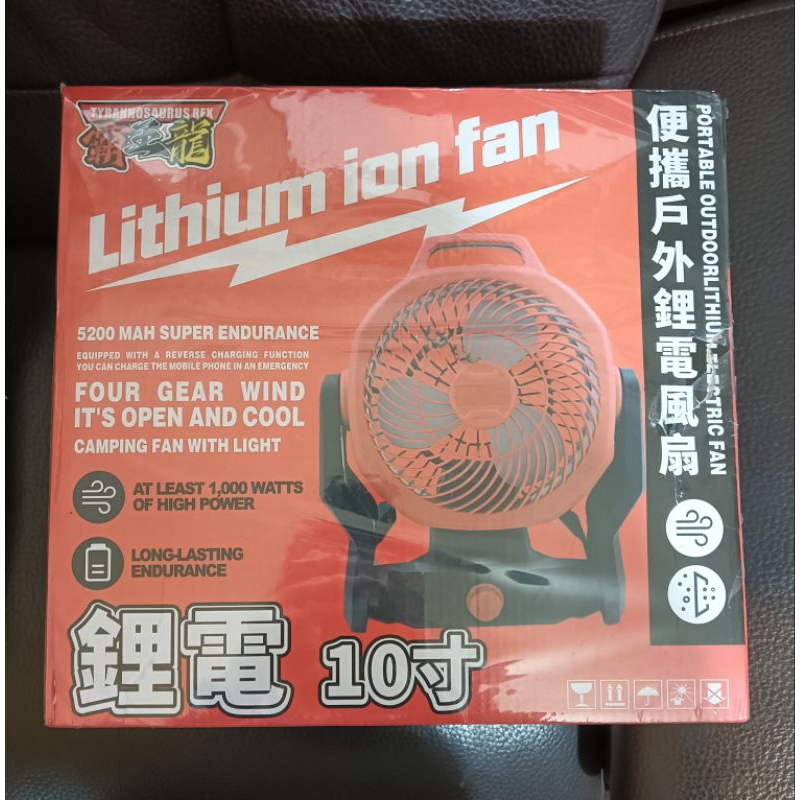 TYRANNOSAURUS REX
霸王龍
Lithium ion fan
5200 MAH SUPER ENDURANCE
EQUIPPED WITH A REVERSE CHARGING FUNCTION
YOU CAN CHARGE THE MOBILE PHONE IN AN EMERGENCY
FOUR GEAR WIND
IT'S OPEN AND COOL
CAMPING FAN WITH LIGHT
AT LEAST 1,000 WATTS
OF HIGH POWER
LONG-LASTING
ENDURANCE
鋰電 10寸
便攜戶外鋰電風扇
PORTABLE OUTDOORLITHIUM ELECTRIC FAN